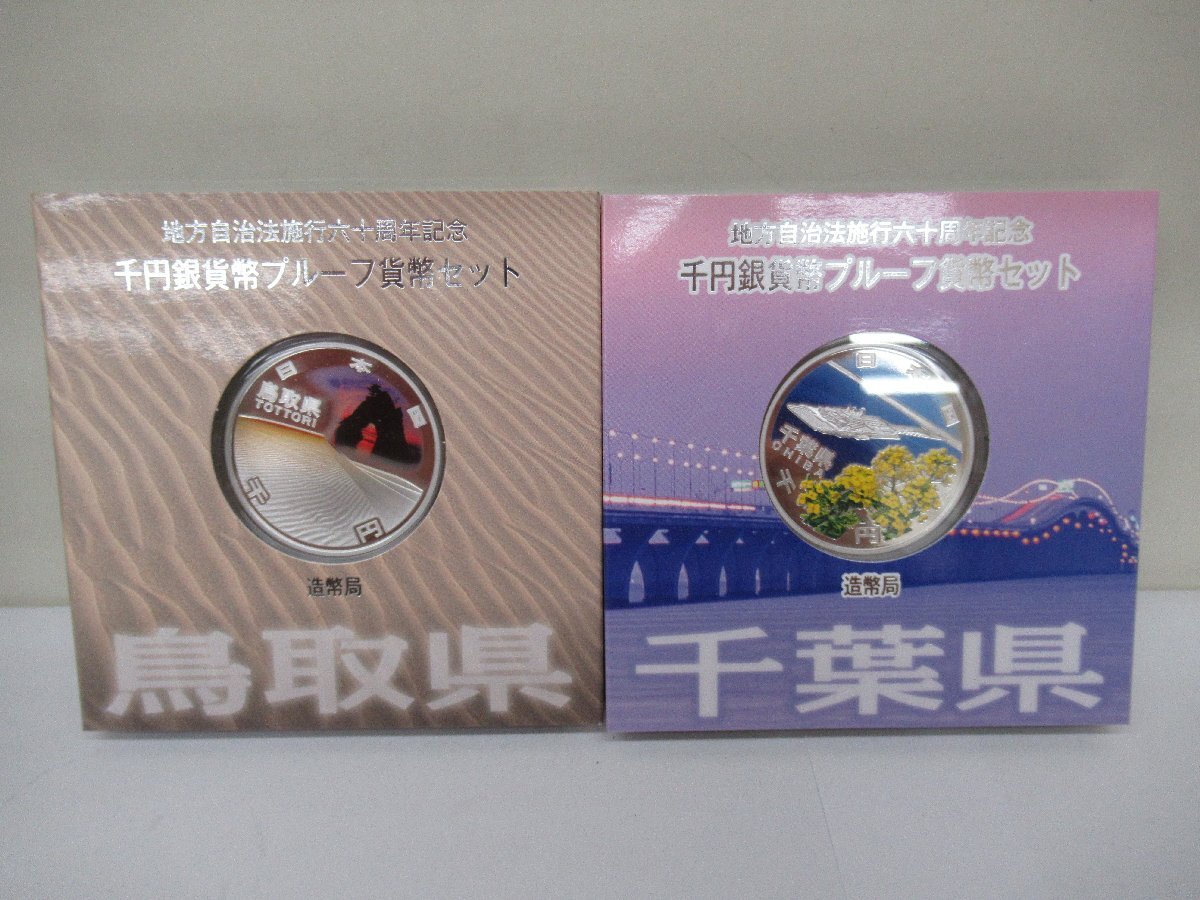 地方自治法施行六十周年記念
千円銀貨幣プルーフ貨幣セット
日本国
鳥取県
TOTTORI
千円
造幣局
鳥取県
地方自治法施行六十周年記念
千円銀貨幣プルーフ貨幣セット
日本国
千葉県
CHIBA
千円
造幣局
千葉県